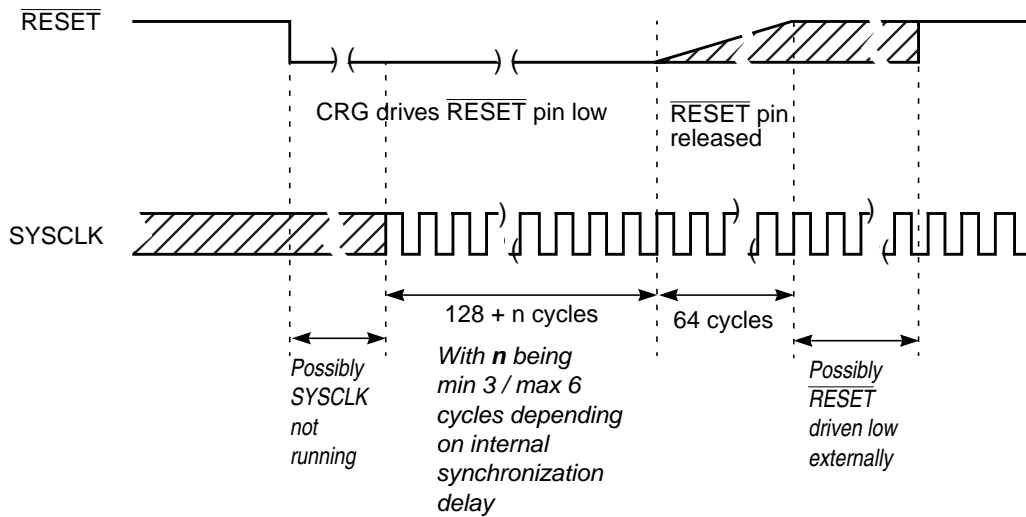 RESET
CRG drives RESET pin low
RESET pin
released
SYSCLK
128 + n cycles
64 cycles
Possibly
SYSCLK
not
running
With n being
min 3 / max 6
cycles depending
on internal
synchronization
delay
Possibly
RESET
driven low
externally